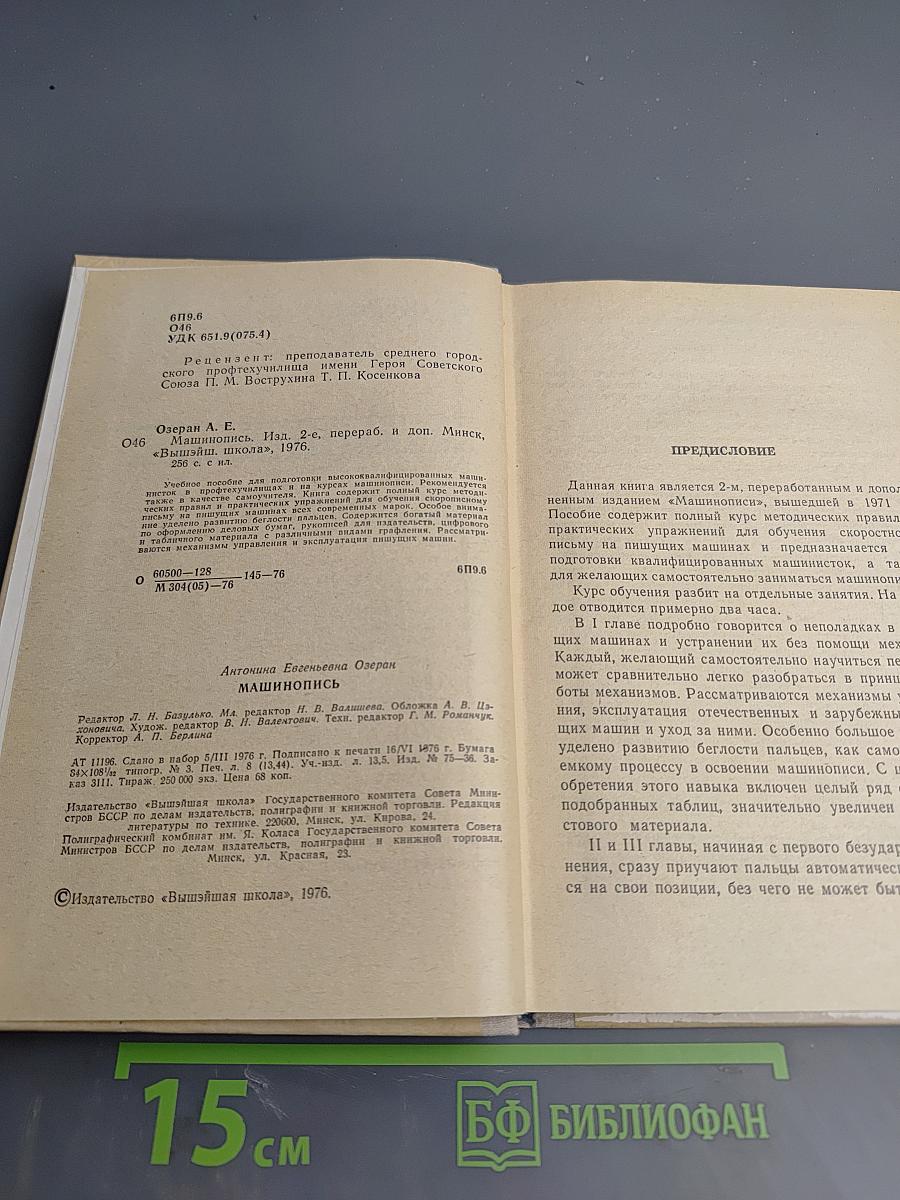 6П9.6
О46
УДК 651.9(075.4)
Рецензент: преподаватель среднего город-
ского профтехучилища имени Героя Советского
Союза П. М. Вострухина Т. П. Косенкова
Озеран А. Е.
О46 Машинопись. Изд. 2-е, перераб. и доп. Минск,
«Вышэйш. школа», 1976.
256 с. с ил.
Учебное пособие для подготовки высококвалифицированных маши-
нисток в профтехучилищах и на курсах машинописи. Рекомендуется
также в качестве самоучителя. Книга содержит полный курс методи-
ческих правил и практических упражнений для обучения скорописному
письму на пишущих машинах всех современных марок. Особое внима-
ние уделено развитию беглости пальцев. Содержится богатый материал
по оформлению деловых бумаг, рукописей для издательств, цифрового
и табличного материала с различными видами графления. Рассматри-
ваются механизмы управления и эксплуатация пишущих машин.
О 60500—128
М 304(05)—76 145—76 6П9.6
Антонина Евгеньевна Озеран
МАШИНОПИСЬ
Редактор Л. Н. Базулько. Мл. редактор Н. В. Валишева. Обложка А. В. Цэ-
хоновича. Худож. редактор В. Н. Валентович. Техн. редактор Г. М. Романчук.
Корректор А. П. Берлина
АТ 11196. Сдано в набор 5/III 1976 г. Подписано к печати 16/VI 1976 г. Бумага
84×108 1/32 типогр. № 3. Печ. л. 8 (13,44). Уч.-изд. л. 13,5. Изд. № 75—36. За-
каз 3111. Тираж 250 000 экз. Цена 68 коп.
Издательство «Вышэйшая школа» Государственного комитета Совета Мини-
стров БССР по делам издательств, полиграфии и книжной торговли. Редакция
литературы по технике. 220600, Минск, ул. Кирова, 24.
Полиграфический комбинат им. Я. Коласа Государственного комитета Совета
Министров БССР по делам издательств, полиграфии и книжной торговли.
Минск, ул. Красная, 23.
© Издательство «Вышэйшая школа», 1976.
ПРЕДИСЛОВИЕ
Данная книга является 2-м, переработанным и допол
ненным изданием «Машинописи», вышедшей в 1971
Пособие содержит полный курс методических правил
практических упражнений для обучения скоростно
письму на пишущих машинах и предназначается
подготовки квалифицированных машинисток, а та
для желающих самостоятельно заниматься машинопи
Курс обучения разбит на отдельные занятия. На
дое отводится примерно два часа.
В I главе подробно говорится о неполадках в
щих машинах и устранении их без помощи мех
Каждый, желающий самостоятельно научиться пе
может сравнительно легко разобраться в принц
боты механизмов. Рассматриваются механизмы у
ния, эксплуатация отечественных и зарубежны
щих машин и уход за ними. Особенно большое
уделено развитию беглости пальцев, как само
емкому процессу в освоении машинописи. С ц
обретения этого навыка включен целый ряд
подобранных таблиц, значительно увеличен
стового материала.
II и III главы, начиная с первого безудар
нения, сразу приучают пальцы автоматическ
ся на свои позиции, без чего не может быт
15 см
БФ БИБЛИОФАН